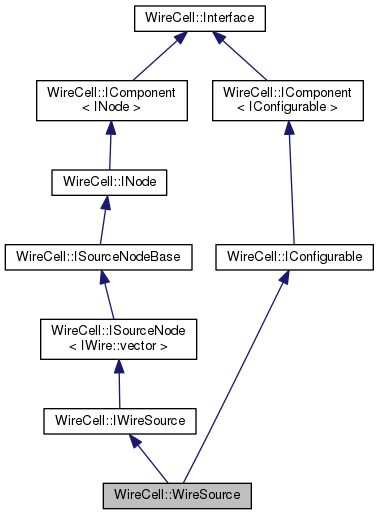 WireCell::Interface
WireCell::IComponent
< INode >
WireCell::IComponent
< IConfigurable >
WireCell::INode
WireCell::ISourceNodeBase
WireCell::IConfigurable
WireCell::ISourceNode
< IWire::vector >
WireCell::IWireSource
WireCell::WireSource